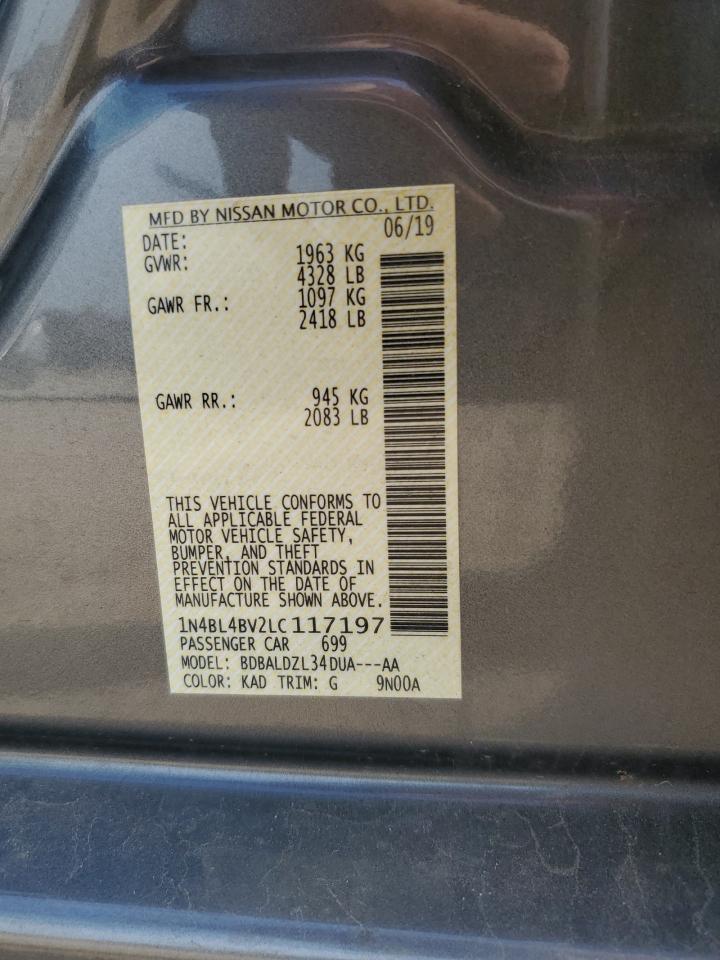 MFD BY NISSAN MOTOR CO., LTD.
DATE: 06/19
GVWR: 1963 KG
4328 LB
GAWR FR.: 1097 KG
2418 LB
GAWR RR.: 945 KG
2083 LB
THIS VEHICLE CONFORMS TO
ALL APPLICABLE FEDERAL
MOTOR VEHICLE SAFETY,
BUMPER, AND THEFT
PREVENTION STANDARDS IN
EFFECT ON THE DATE OF
MANUFACTURE SHOWN ABOVE.
1N4BL4BV2LC117197
PASSENGER CAR 699
MODEL: BDBALDZL34DUA---AA
COLOR: KAD TRIM: G 9N00A